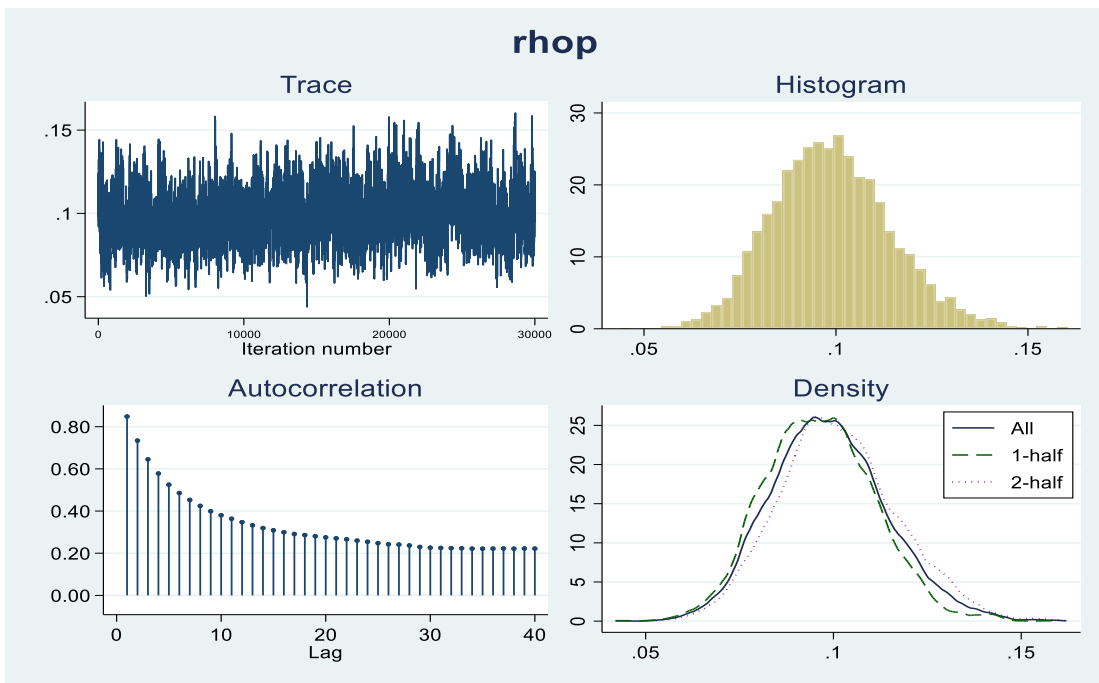 rhop
Trace
.15
.1
.05
0 10000 20000 30000
Iteration number
Histogram
30
20
10
0
.05 .1 .15
Autocorrelation
0.80
0.60
0.40
0.20
0.00
0 10 20 30 40
Lag
Density
25
20
15
10
5
0
.05 .1 .15
All
1-half
2-half